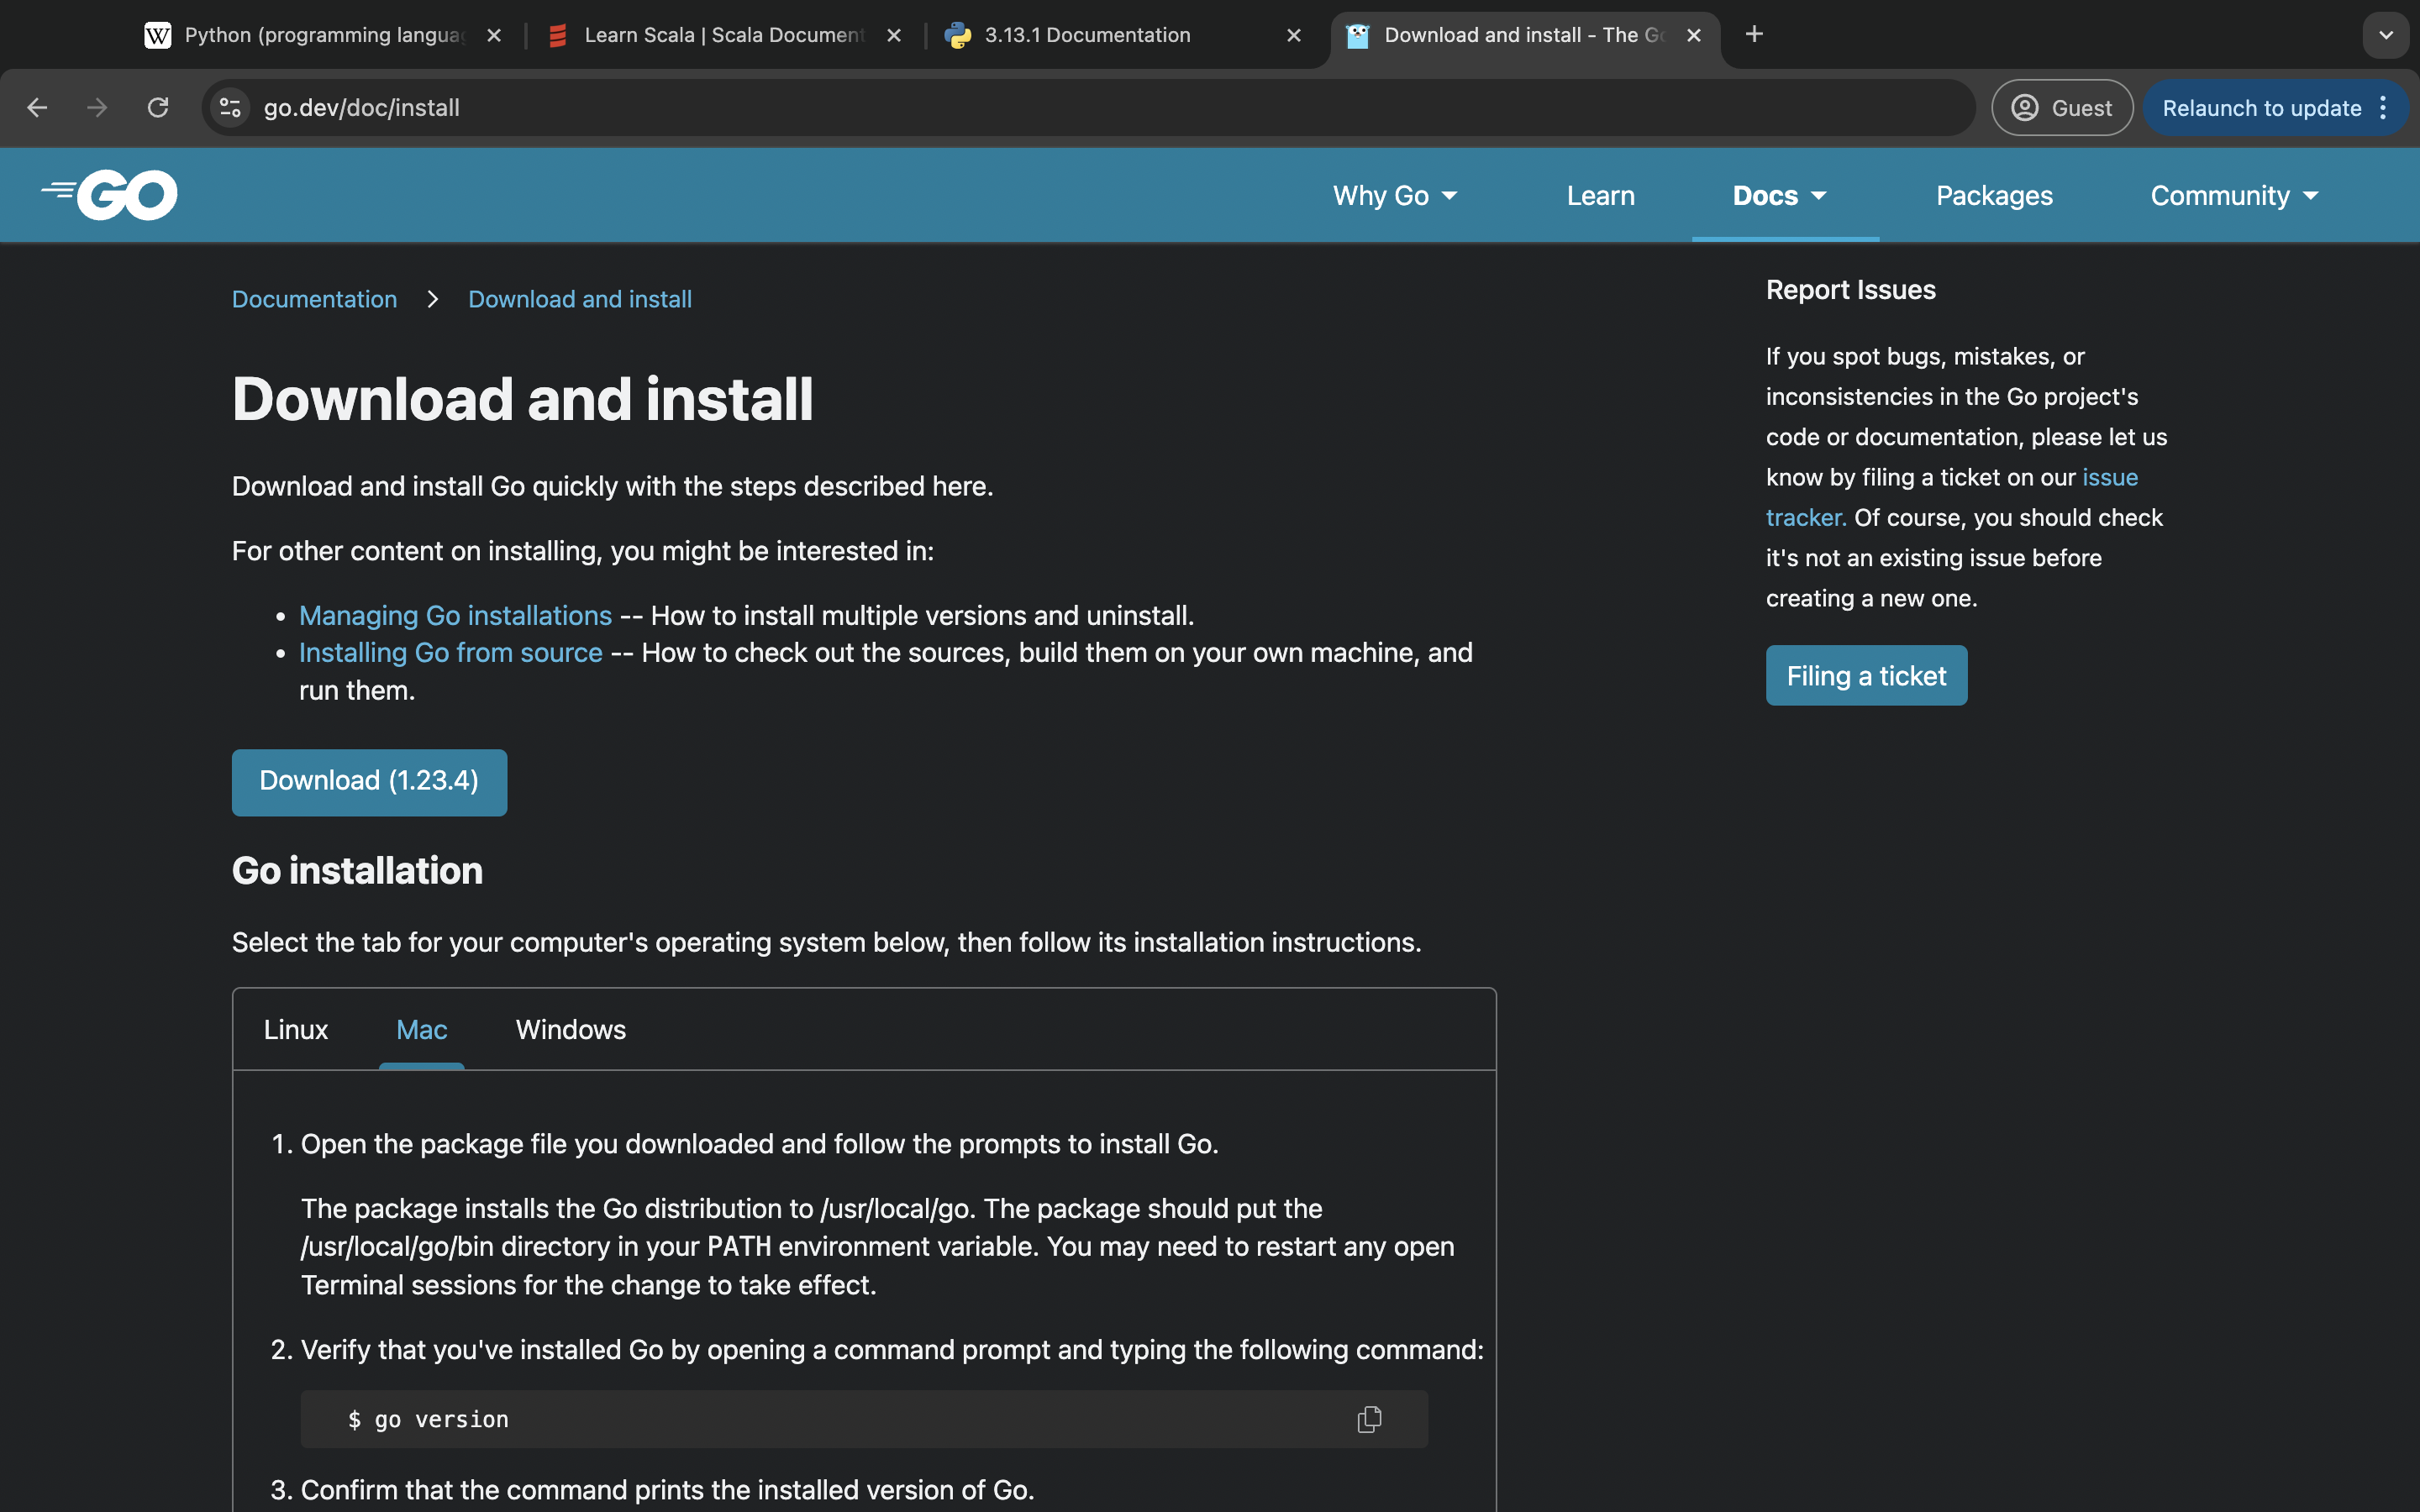 Python (programming langua
Learn Scala | Scala Document
3.13.1 Documentation
Download and install - The Go
go.dev/doc/install
Guest
Relaunch to update
GO
Why Go
Learn
Docs
Packages
Community
Documentation > Download and install
Download and install
Download and install Go quickly with the steps described here.
For other content on installing, you might be interested in:
• Managing Go installations -- How to install multiple versions and uninstall.
• Installing Go from source -- How to check out the sources, build them on your own machine, and
run them.
Download (1.23.4)
Go installation
Select the tab for your computer's operating system below, then follow its installation instructions.
Linux
Mac
Windows
1. Open the package file you downloaded and follow the prompts to install Go.
The package installs the Go distribution to /usr/local/go. The package should put the
/usr/local/go/bin directory in your PATH environment variable. You may need to restart any open
Terminal sessions for the change to take effect.
2. Verify that you've installed Go by opening a command prompt and typing the following command:
$ go version
3. Confirm that the command prints the installed version of Go.
Report Issues
If you spot bugs, mistakes, or
inconsistencies in the Go project's
code or documentation, please let us
know by filing a ticket on our issue
tracker. Of course, you should check
it's not an existing issue before
creating a new one.
Filing a ticket